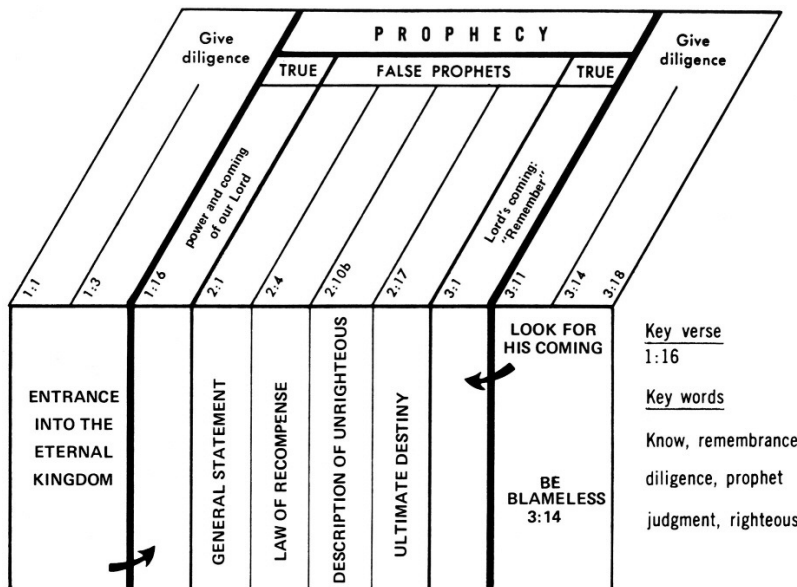 PROPHECY
Give
diligence
Give
diligence
TRUE
FALSE PROPHETS
TRUE
power and coming
of our Lord
Lord's coming:
"Remember"
1:1
1:3
1:16
2:1
2:4
2:10b
2:17
3:1
3:11
3:14
3:18
ENTRANCE
INTO THE
ETERNAL
KINGDOM
GENERAL STATEMENT
LAW OF RECOMPENSE
DESCRIPTION OF UNRIGHTEOUS
ULTIMATE DESTINY
LOOK FOR
HIS COMING
BE
BLAMELESS
3:14
Key verse
1:16
Key words
Know, remembrance
diligence, prophet
judgment, righteous